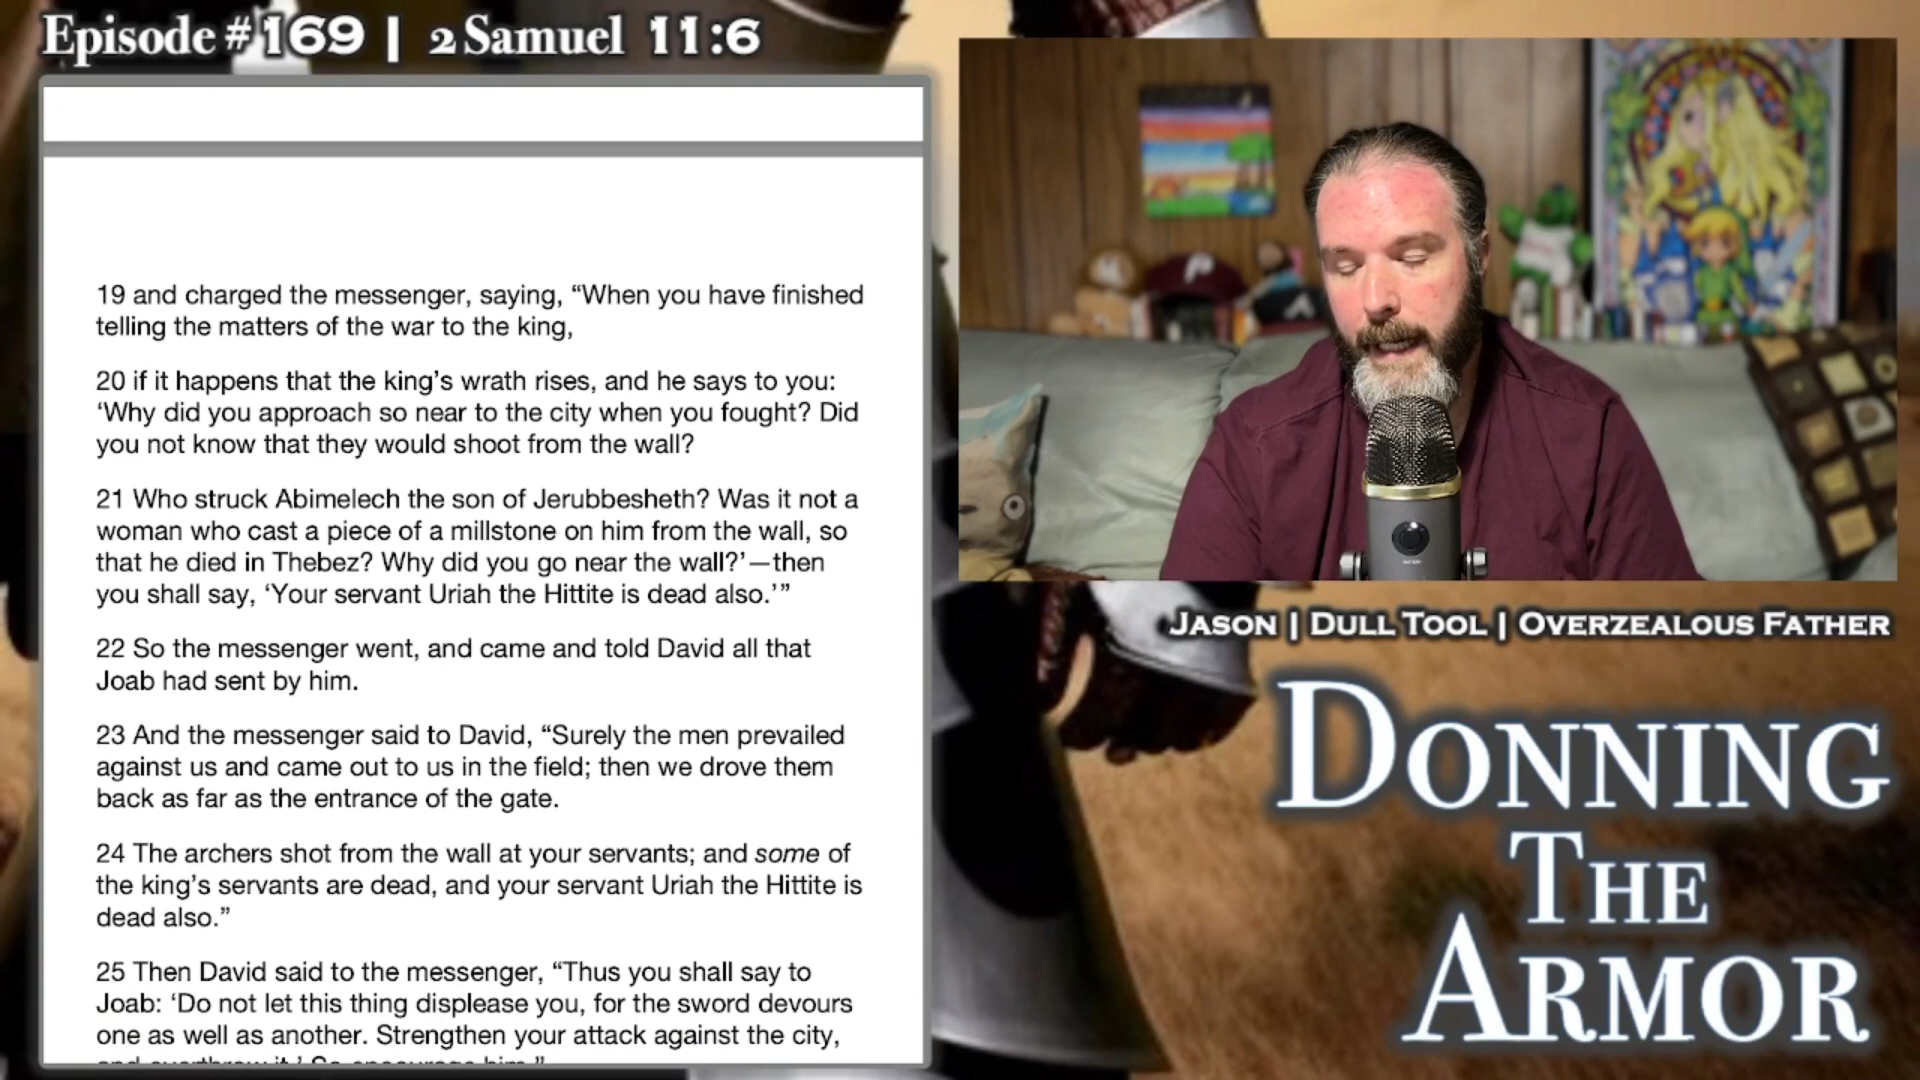 Episode #169 | 2 Samuel 11:6
19 and charged the messenger, saying, “When you have finished
telling the matters of the war to the king,
20 if it happens that the king’s wrath rises, and he says to you:
‘Why did you approach so near to the city when you fought? Did
you not know that they would shoot from the wall?
21 Who struck Abimelech the son of Jerubbesheth? Was it not a
woman who cast a piece of a millstone on him from the wall, so
that he died in Thebez? Why did you go near the wall?’—then
you shall say, ‘Your servant Uriah the Hittite is dead also.’”
22 So the messenger went, and came and told David all that
Joab had sent by him.
23 And the messenger said to David, “Surely the men prevailed
against us and came out to us in the field; then we drove them
back as far as the entrance of the gate.
24 The archers shot from the wall at your servants; and some of
the king’s servants are dead, and your servant Uriah the Hittite is
dead also.”
25 Then David said to the messenger, “Thus you shall say to
Joab: ‘Do not let this thing displease you, for the sword devours
one as well as another. Strengthen your attack against the city,
and overthrow it.’ So encourage him.”
Jason | Dull Tool | Overzealous Father
Donning
The
Armor